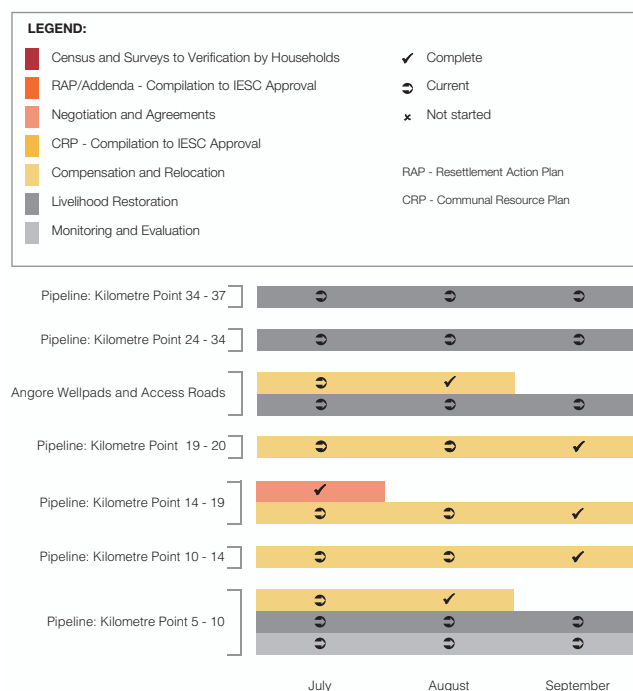 LEGEND:
Census and Surveys to Verification by Households
RAP/Addenda - Compilation to IESC Approval
Negotiation and Agreements
CRP - Compilation to IESC Approval
Compensation and Relocation
Livelihood Restoration
Monitoring and Evaluation
Complete
Current
Not started
RAP - Resettlement Action Plan
CRP - Communal Resource Plan
Pipeline: Kilometre Point 34 - 37
Pipeline: Kilometre Point 24 - 34
Angore Wellpads and Access Roads
Pipeline: Kilometre Point 19 - 20
Pipeline: Kilometre Point 14 - 19
Pipeline: Kilometre Point 10 - 14
Pipeline: Kilometre Point 5 - 10
July August September